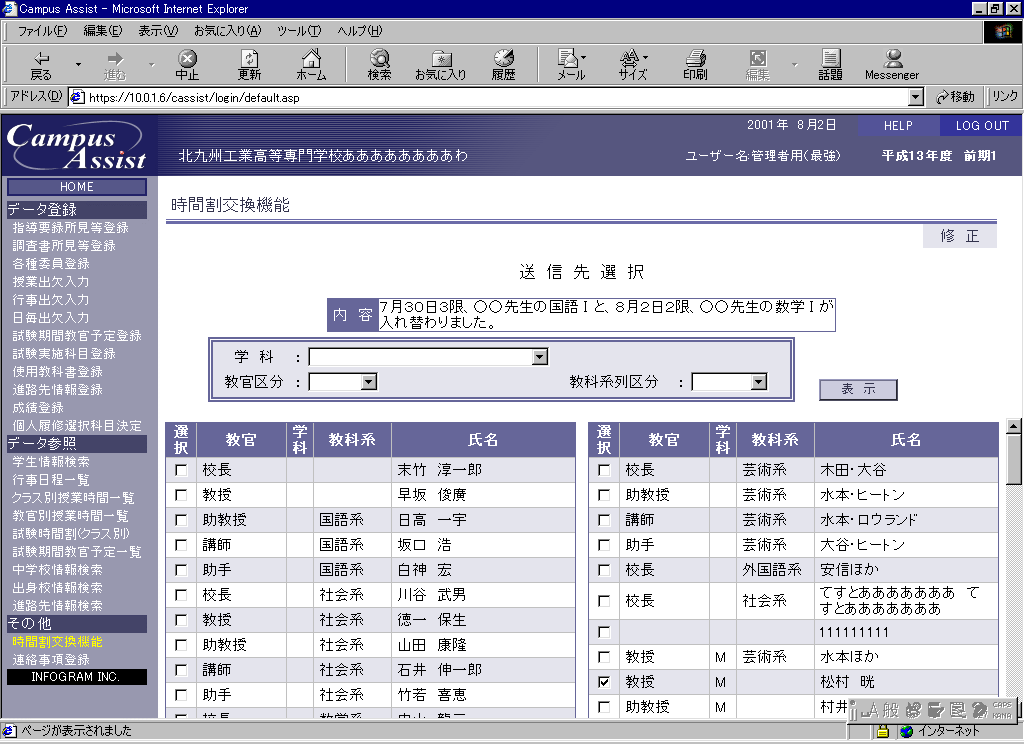 Campus Assist - Microsoft Internet Explorer
ファイル(F) 編集(E) 表示(V) お気に入り(A) ツール(T) ヘルプ(H)
戻る 進む 中止 更新 ホーム 検索 お気に入り 履歴 メール サイズ 印刷 編集 話題 Messenger
アドレス(D) https://10.0.1.6/cassist/login/default.asp 移動 リンク
Campus Assist
2001年 8月2日 HELP LOG OUT
北九州工業高等専門学校ああああああああわ ユーザー名:管理者用(最強) 平成13年度 前期1
HOME
データ登録
指導要録所見等登録
調査書所見等登録
各種委員登録
授業出欠入力
行事出欠入力
日毎出欠入力
試験期間教官予定登録
試験実施科目登録
使用教科書登録
進路先情報登録
成績登録
個人履修選択科目決定
データ参照
学生情報検索
行事日程一覧
クラス別授業時間一覧
教官別授業時間一覧
試験時間割(クラス別)
試験期間教官予定一覧
中学校情報検索
出身校情報検索
進路先情報検索
その他
時間割交換機能
連絡事項登録
INFOGRAM INC.
時間割交換機能
修 正
送 信 先 選 択
内 容
7月30日3限、〇〇先生の国語Ⅰと、8月2日2限、〇〇先生の数学Ⅰが
入れ替わりました。
学 科 :
教官区分 : 教科系列区分 :
表 示
選択 教官 学科 教科系 氏名
校長 末竹 淳一郎
教授 早坂 俊廣
助教授 国語系 日高 一宇
講師 国語系 坂口 浩
助手 国語系 白神 宏
校長 社会系 川谷 武男
教授 社会系 徳一 保生
助教授 社会系 山田 康隆
講師 社会系 石井 伸一郎
助手 社会系 竹若 喜恵
校長 数学系
選択 教官 学科 教科系 氏名
校長 芸術系 木田・大谷
助教授 芸術系 水本・ヒートン
講師 芸術系 水本・ロウランド
助手 芸術系 大谷・ヒートン
校長 外国語系 安信ほか
校長 社会系 てすとあああああああ て
すとあああああああ
111111111
教授 M 芸術系 水本ほか
教授 M 松村 晄
助教授 M 村井
A 般 CAPS KANA
ページが表示されました インターネット